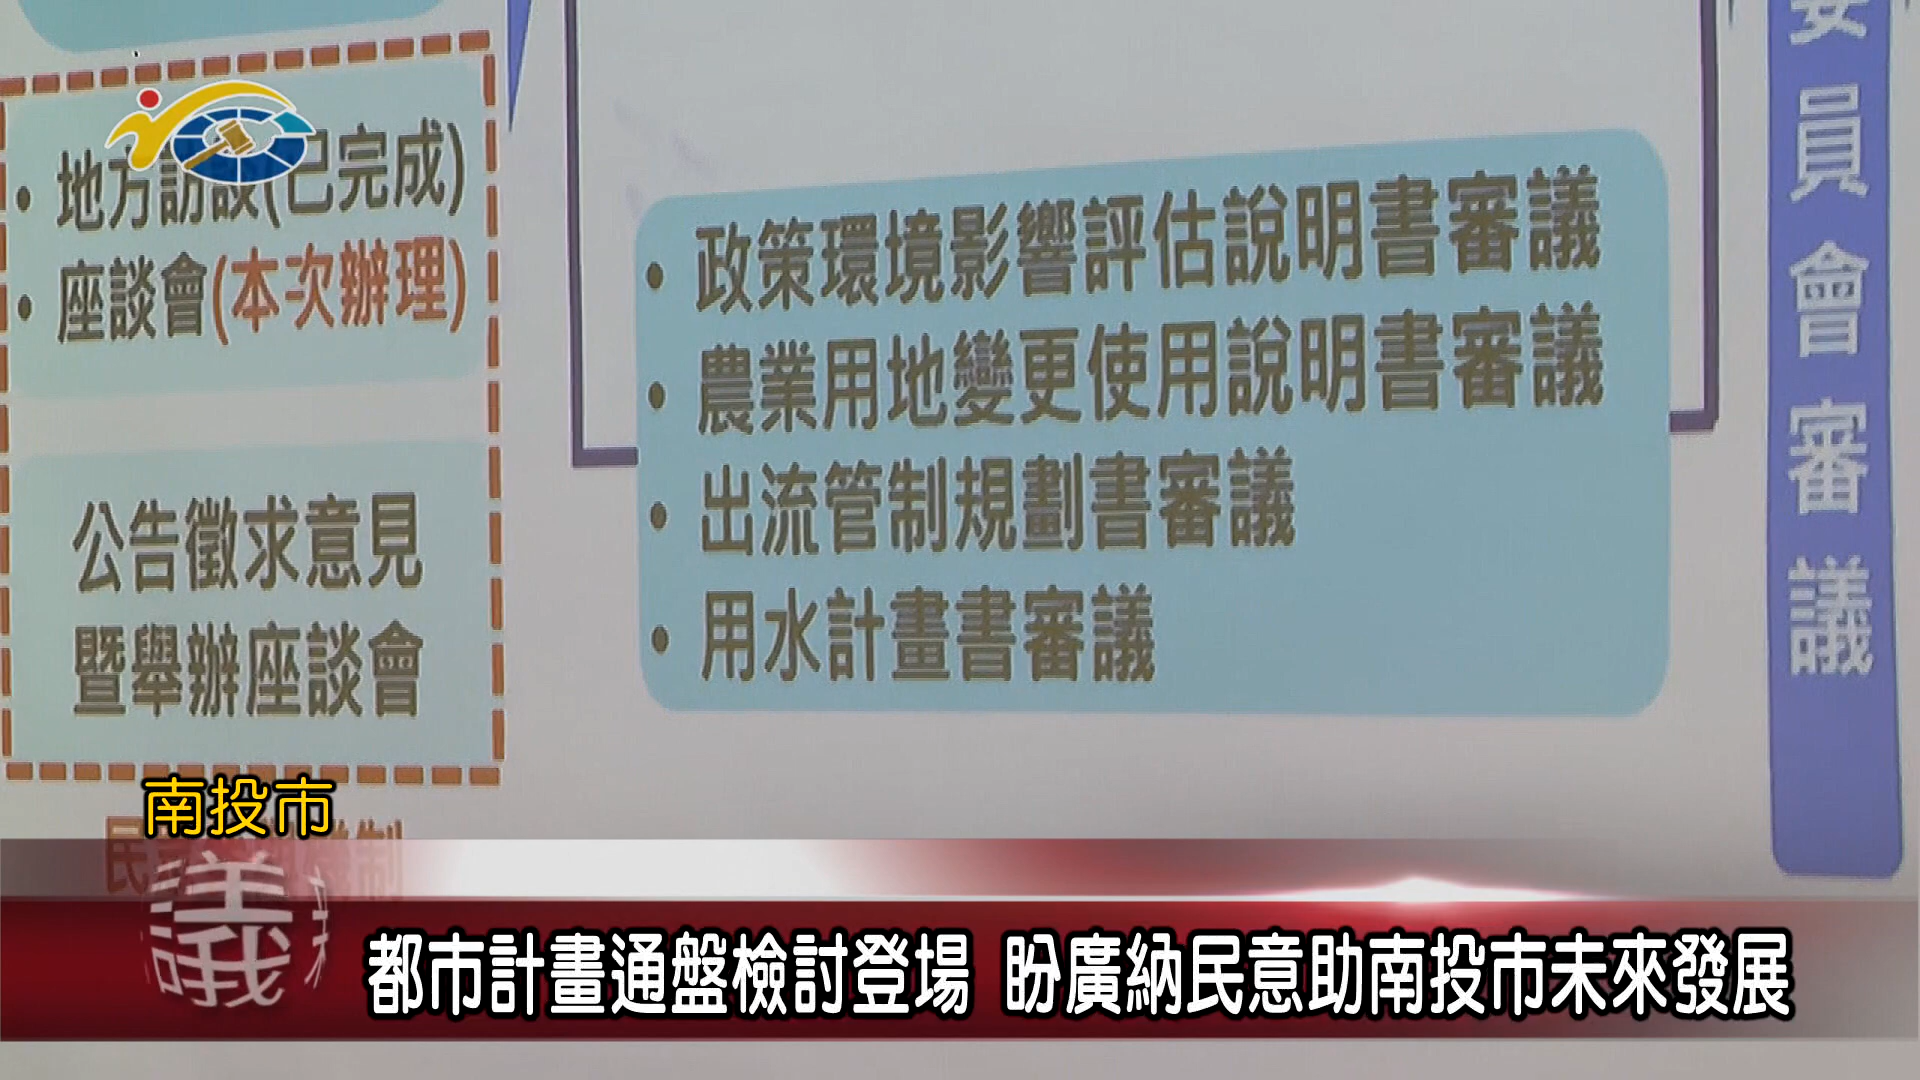 • 地方訪談(已完成)
• 座談會(本次辦理)
公告徵求意見
暨舉辦座談會
• 政策環境影響評估說明書審議
• 農業用地變更使用說明書審議
• 出流管制規劃書審議
• 用水計畫書審議
委員會審議
南投市
議
都市計畫通盤檢討登場 盼廣納民意助南投市未來發展